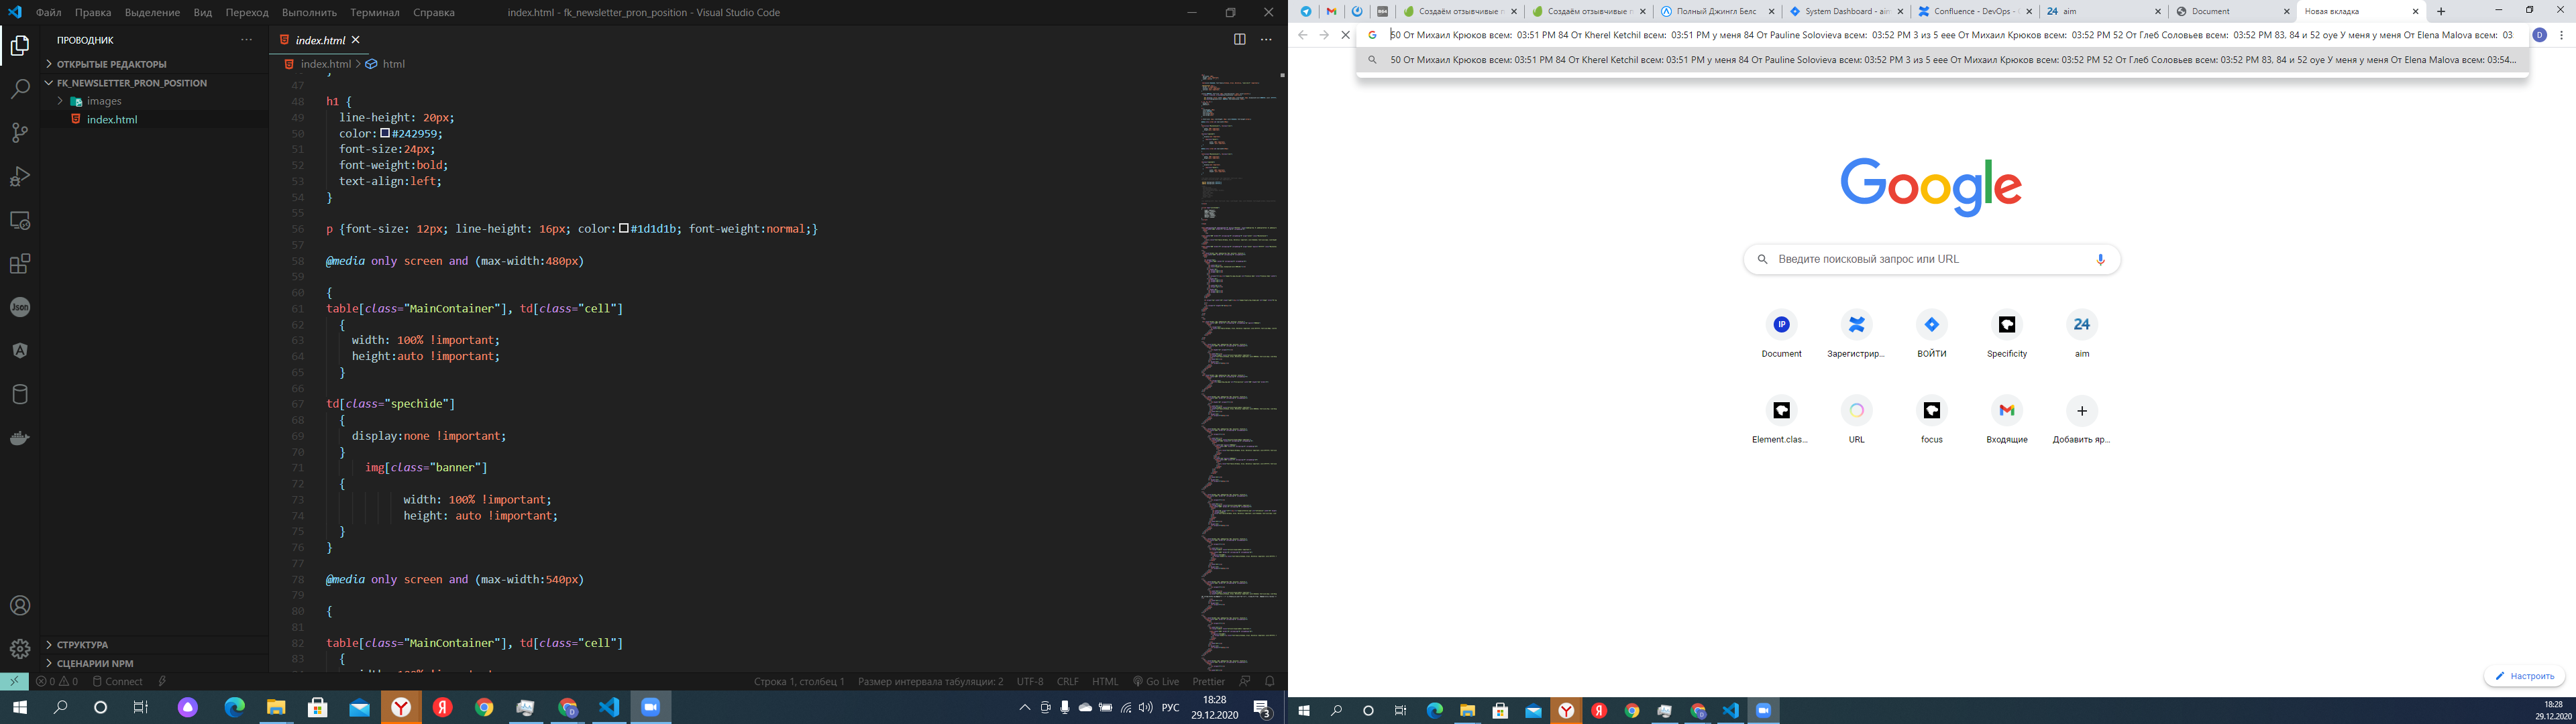 Файл Правка Выделение Вид Переход Выполнить Терминал Справка
index.html - fk_newsletter_pron_position - Visual Studio Code
ПРОВОДНИК
ОТКРЫТЫЕ РЕДАКТОРЫ
FK_NEWSLETTER_PRON_POSITION
images
index.html
СТРУКТУРА
СЦЕНАРИИ NPM
Json
index.html
index.html > html
47
48 h1 {
49 line-height: 20px;
50 color: #242959;
51 font-size:24px;
52 font-weight:bold;
53 text-align:left;
54 }
55
56 p {font-size: 12px; line-height: 16px; color: #1d1d1b; font-weight:normal;}
57
58 @media only screen and (max-width:480px)
59
60 {
61 table[class="MainContainer"], td[class="cell"]
62 {
63 width: 100% !important;
64 height:auto !important;
65 }
66
67 td[class="spechide"]
68 {
69 display:none !important;
70 }
71 img[class="banner"]
72 {
73 width: 100% !important;
74 height: auto !important;
75 }
76 }
77
78 @media only screen and (max-width:540px)
79
80 {
81
82 table[class="MainContainer"], td[class="cell"]
83 {
0 0 Connect
Строка 1, столбец 1 Размер интервала табуляции: 2 UTF-8 CRLF HTML Go Live Prettier
РУС
18:28
29.12.2020
3
Создаём отзывчивые
Создаём отзывчивые
Полный Джингл Белс
System Dashboard - aim
Confluence - DevOps -
24 aim
Document
Новая вкладка
50 От Михаил Крюков всем: 03:51 PM 84 От Kherel Ketchil всем: 03:51 PM у меня 84 От Pauline Solovieva всем: 03:52 PM 3 из 5 еее От Михаил Крюков всем: 03:52 PM 52 От Глеб Соловьев всем: 03:52 PM 83, 84 и 52 оуе У меня у меня От Elena Malova всем: 03
50 От Михаил Крюков всем: 03:51 PM 84 От Kherel Ketchil всем: 03:51 PM у меня 84 От Pauline Solovieva всем: 03:52 PM 3 из 5 еее От Михаил Крюков всем: 03:52 PM 52 От Глеб Соловьев всем: 03:52 PM 83, 84 и 52 оуе У меня у меня От Elena Malova всем: 03:54...
D
Google
Введите поисковый запрос или URL
IP
24
Document Зарегистрир... ВОЙТИ Specificity aim
Element.clas... URL focus Входящие Добавить яр...
Настроить
18:28
29.12.2020